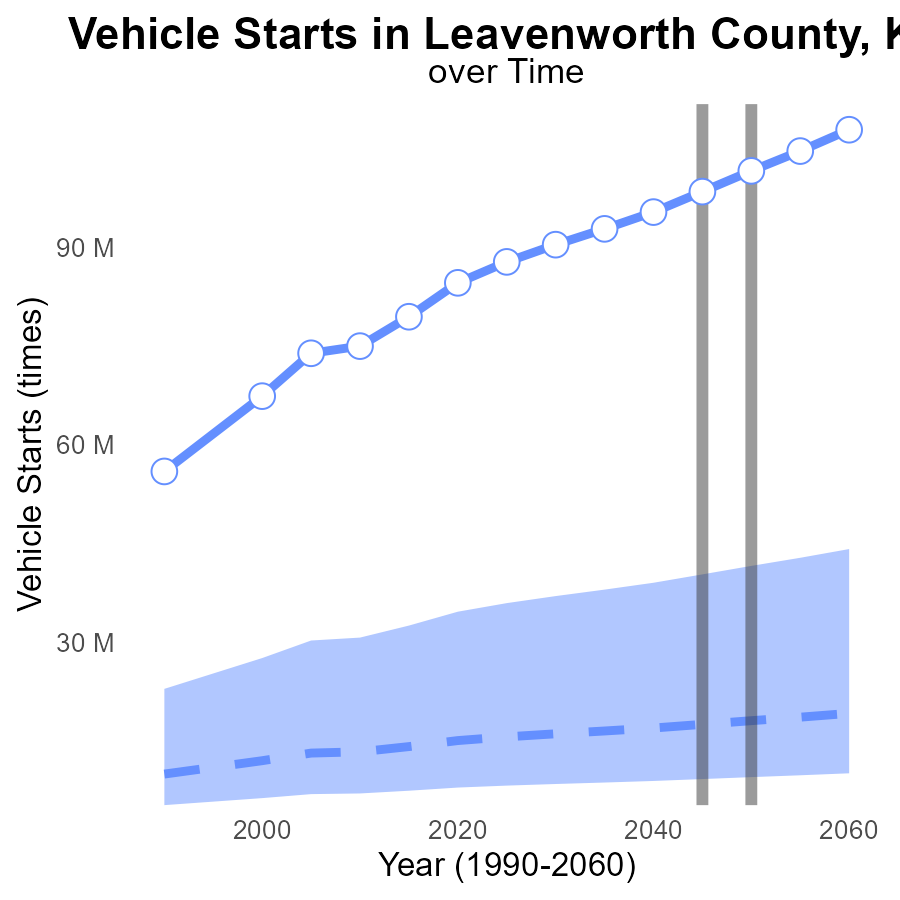 Vehicle Starts in Leavenworth County, K
over Time
Vehicle Starts (times)
90 M
60 M
30 M
2000 2020 2040 2060
Year (1990-2060)